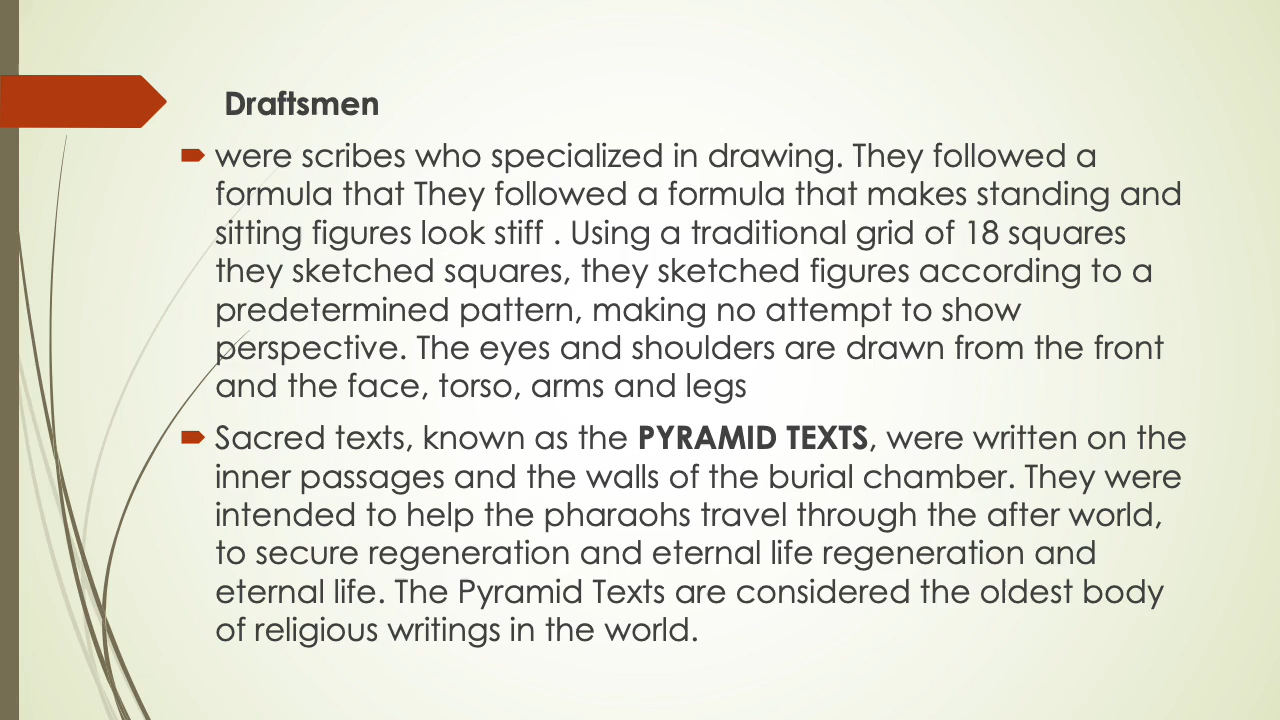 Draftsmen
were scribes who specialized in drawing. They followed a
formula that They followed a formula that makes standing and
sitting figures look stiff . Using a traditional grid of 18 squares
they sketched squares, they sketched figures according to a
predetermined pattern, making no attempt to show
perspective. The eyes and shoulders are drawn from the front
and the face, torso, arms and legs
Sacred texts, known as the PYRAMID TEXTS, were written on the
inner passages and the walls of the burial chamber. They were
intended to help the pharaohs travel through the after world,
to secure regeneration and eternal life regeneration and
eternal life. The Pyramid Texts are considered the oldest body
of religious writings in the world.